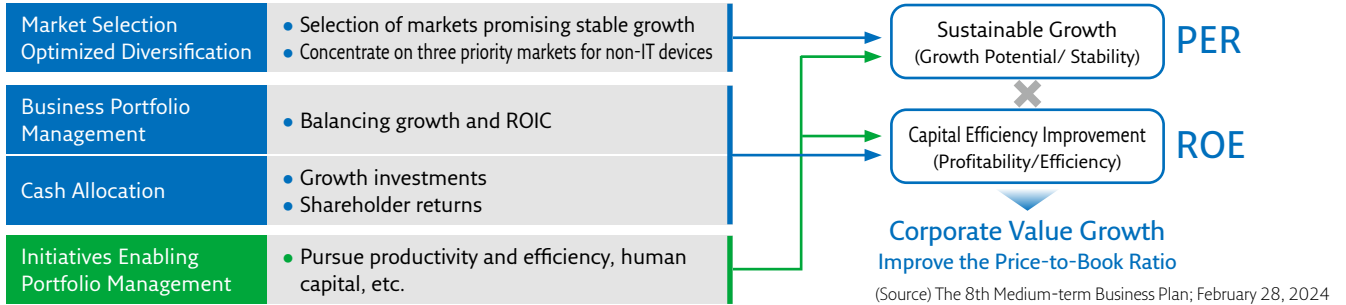 Market Selection
Optimized Diversification
● Selection of markets promising stable growth
● Concentrate on three priority markets for non-IT devices
Business Portfolio
Management
● Balancing growth and ROIC
Cash Allocation
● Growth investments
● Shareholder returns
Initiatives Enabling
Portfolio Management
● Pursue productivity and efficiency, human
capital, etc.
Sustainable Growth
(Growth Potential/ Stability)
PER
×
Capital Efficiency Improvement
(Profitability/Efficiency)
ROE
Corporate Value Growth
Improve the Price-to-Book Ratio
(Source) The 8th Medium-term Business Plan; February 28, 2024